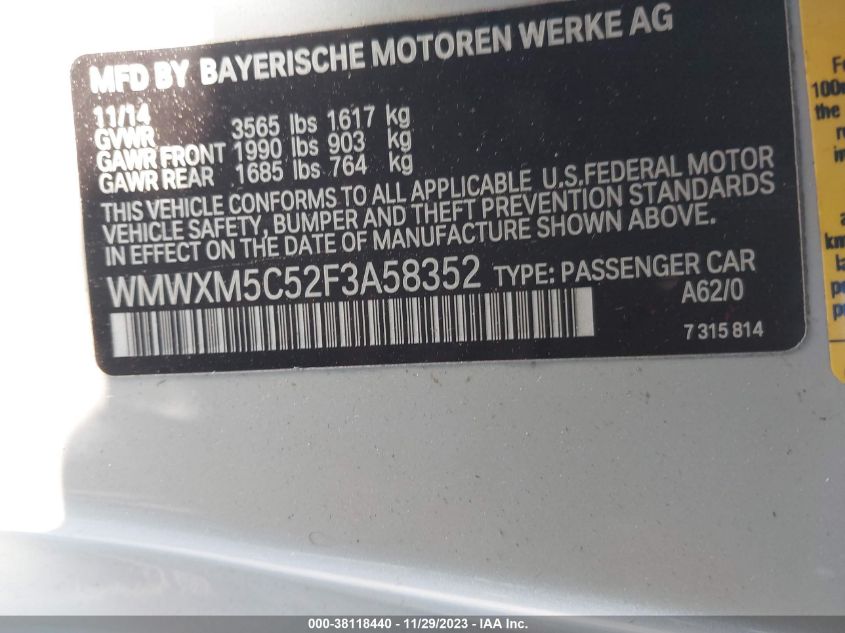 MFD BY BAYERISCHE MOTOREN WERKE AG
11/14
GVWR 3565 lbs 1617 kg
GAWR FRONT 1990 lbs 903 kg
GAWR REAR 1685 lbs 764 kg
THIS VEHICLE CONFORMS TO ALL APPLICABLE U.S.FEDERAL MOTOR
VEHICLE SAFETY, BUMPER AND THEFT PREVENTION STANDARDS
IN EFFECT ON THE DATE OF MANUFACTURE SHOWN ABOVE.
WMWXM5C52F3A58352 TYPE: PASSENGER CAR
A62/0
7 315 814
100
the
000-38118440 - 11/29/2023 - IAA Inc.